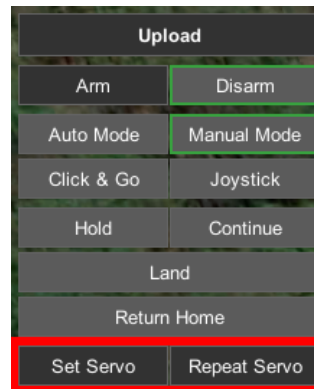 Upload
Arm Disarm
Auto Mode Manual Mode
Click & Go Joystick
Hold Continue
Land
Return Home
Set Servo Repeat Servo